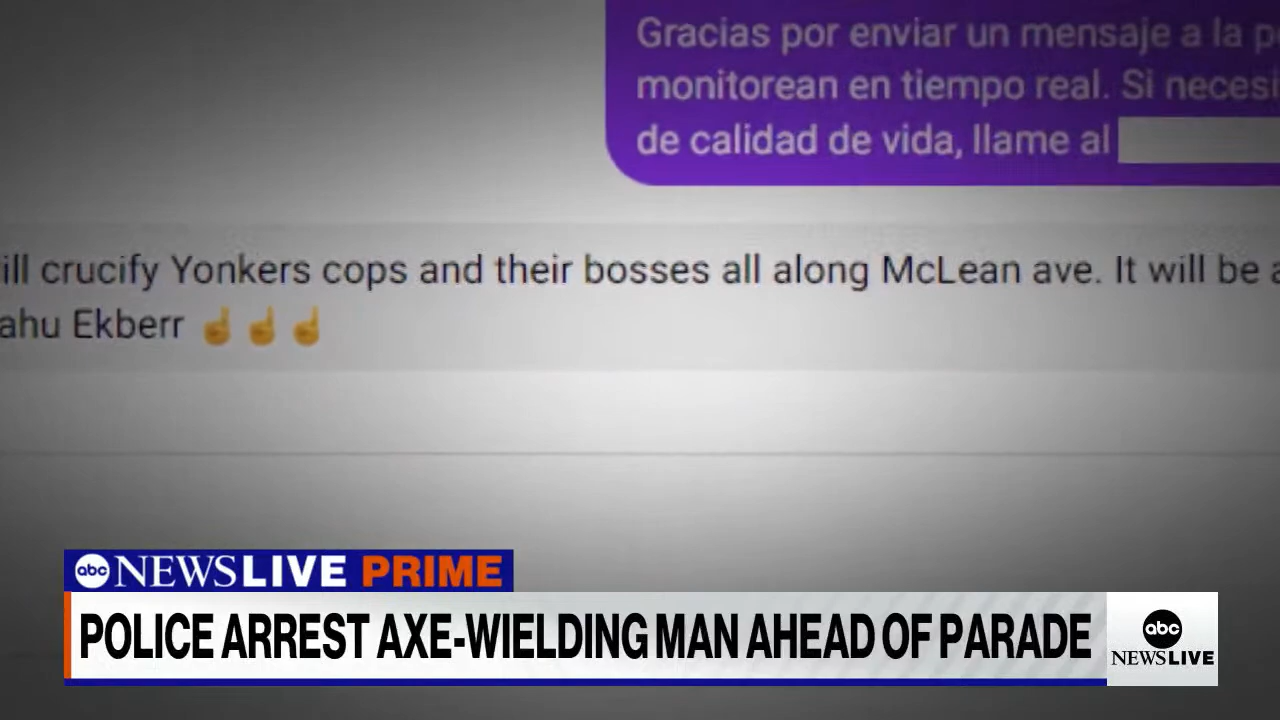 Gracias por enviar un mensaje a la p
monitorean en tiempo real. Si necesi
de calidad de vida, llame al
ill crucify Yonkers cops and their bosses all along McLean ave. It will be a
ahu Ekberr ☝☝☝
abc NEWS LIVE PRIME
POLICE ARREST AXE-WIELDING MAN AHEAD OF PARADE
abc
NEWS LIVE